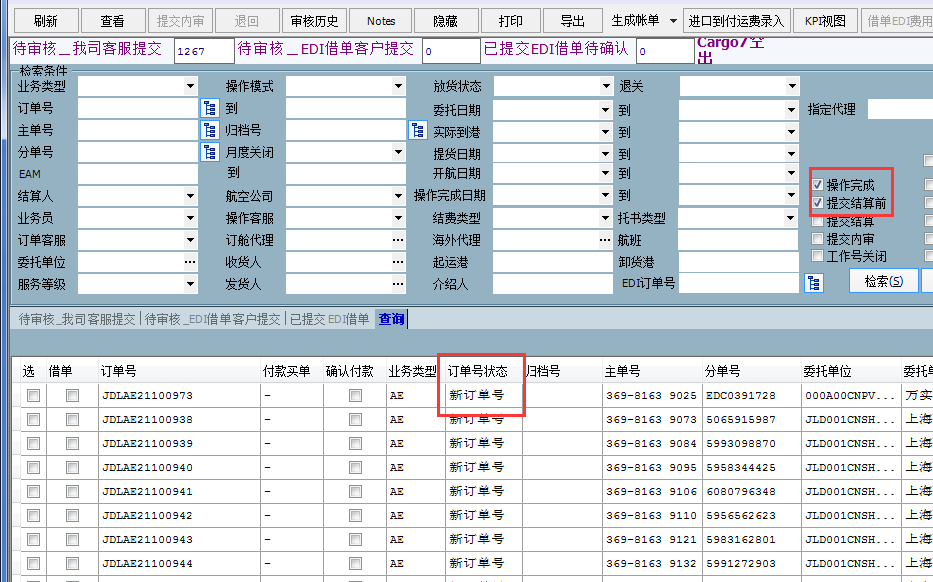 刷新 查看 提交内审 退回 审核历史 Notes 隐藏 打印 导出 生成帐单 进口到付运费录入 KPI视图 借单EDI费用
待审核__我司客服提交 1267 待审核__EDI借单客户提交 0 已提交EDI借单待确认 0 Cargo7空出
检索条件
业务类型 操作模式 放货状态 退关
订单号 到 委托日期 到 指定代理
主单号 归档号 实际到港 到
分单号 月度关闭 提货日期 到
EAM 到 开航日期 到
结算人 航空公司 操作完成日期 到 操作完成
业务员 操作客服 结费类型 托书类型 提交结算前
提交结算
订单客服 订舱代理 海外代理 航班 提交内审
委托单位 收货人 起运港 卸货港 工作号关闭
服务等级 发货人 介绍人 EDI订单号 检索(S)
待审核_我司客服提交 待审核_EDI借单客户提交 已提交EDI借单 查询
选 借单 订单号 付款买单 确认付款 业务类型 订单号状态 归档号 主单号 分单号 委托单位 委托单
JDLAE21100973 - AE 新订单号 369-8163 9025 EDC0391728 000A00CNPV... 万实
JDLAE21100938 - AE 新订单号 369-8163 9073 5065915987 JLD001CNSH... 上海
JDLAE21100939 - AE 新订单号 369-8163 9084 5993098870 JLD001CNSH... 上海
JDLAE21100940 - AE 新订单号 369-8163 9095 5958344425 JLD001CNSH... 上海
JDLAE21100941 - AE 新订单号 369-8163 9106 6080796348 JLD001CNSH... 上海
JDLAE21100942 - AE 新订单号 369-8163 9110 5956562623 JLD001CNSH... 上海
JDLAE21100943 - AE 新订单号 369-8163 9121 5983162801 JLD001CNSH... 上海
JDLAE21100944 - AE 新订单号 369-8163 9132 5991272903 JLD001CNSH... 上海